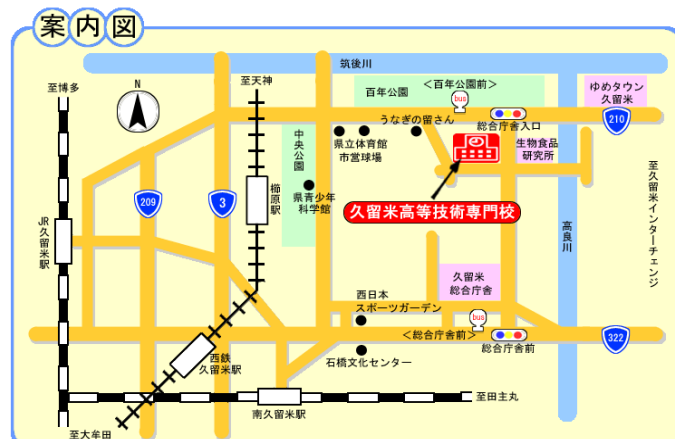 案内図
筑後川
至博多
N
至天神
百年公園
<百年公園前>
bus
ゆめタウン
久留米
210
うなぎの留さん
総合庁舎入口
中央公園
県立体育館
市営球場
生物食品
研究所
至久留米インターチェンジ
櫛原駅
県青少年
科学館
209
3
久留米高等技術専門校
JR久留米駅
高良川
久留米
総合庁舎
西日本
スポーツガーデン
bus
<総合庁舎前>
総合庁舎前
322
西鉄
久留米駅
石橋文化センター
南久留米駅
至田主丸
至大牟田